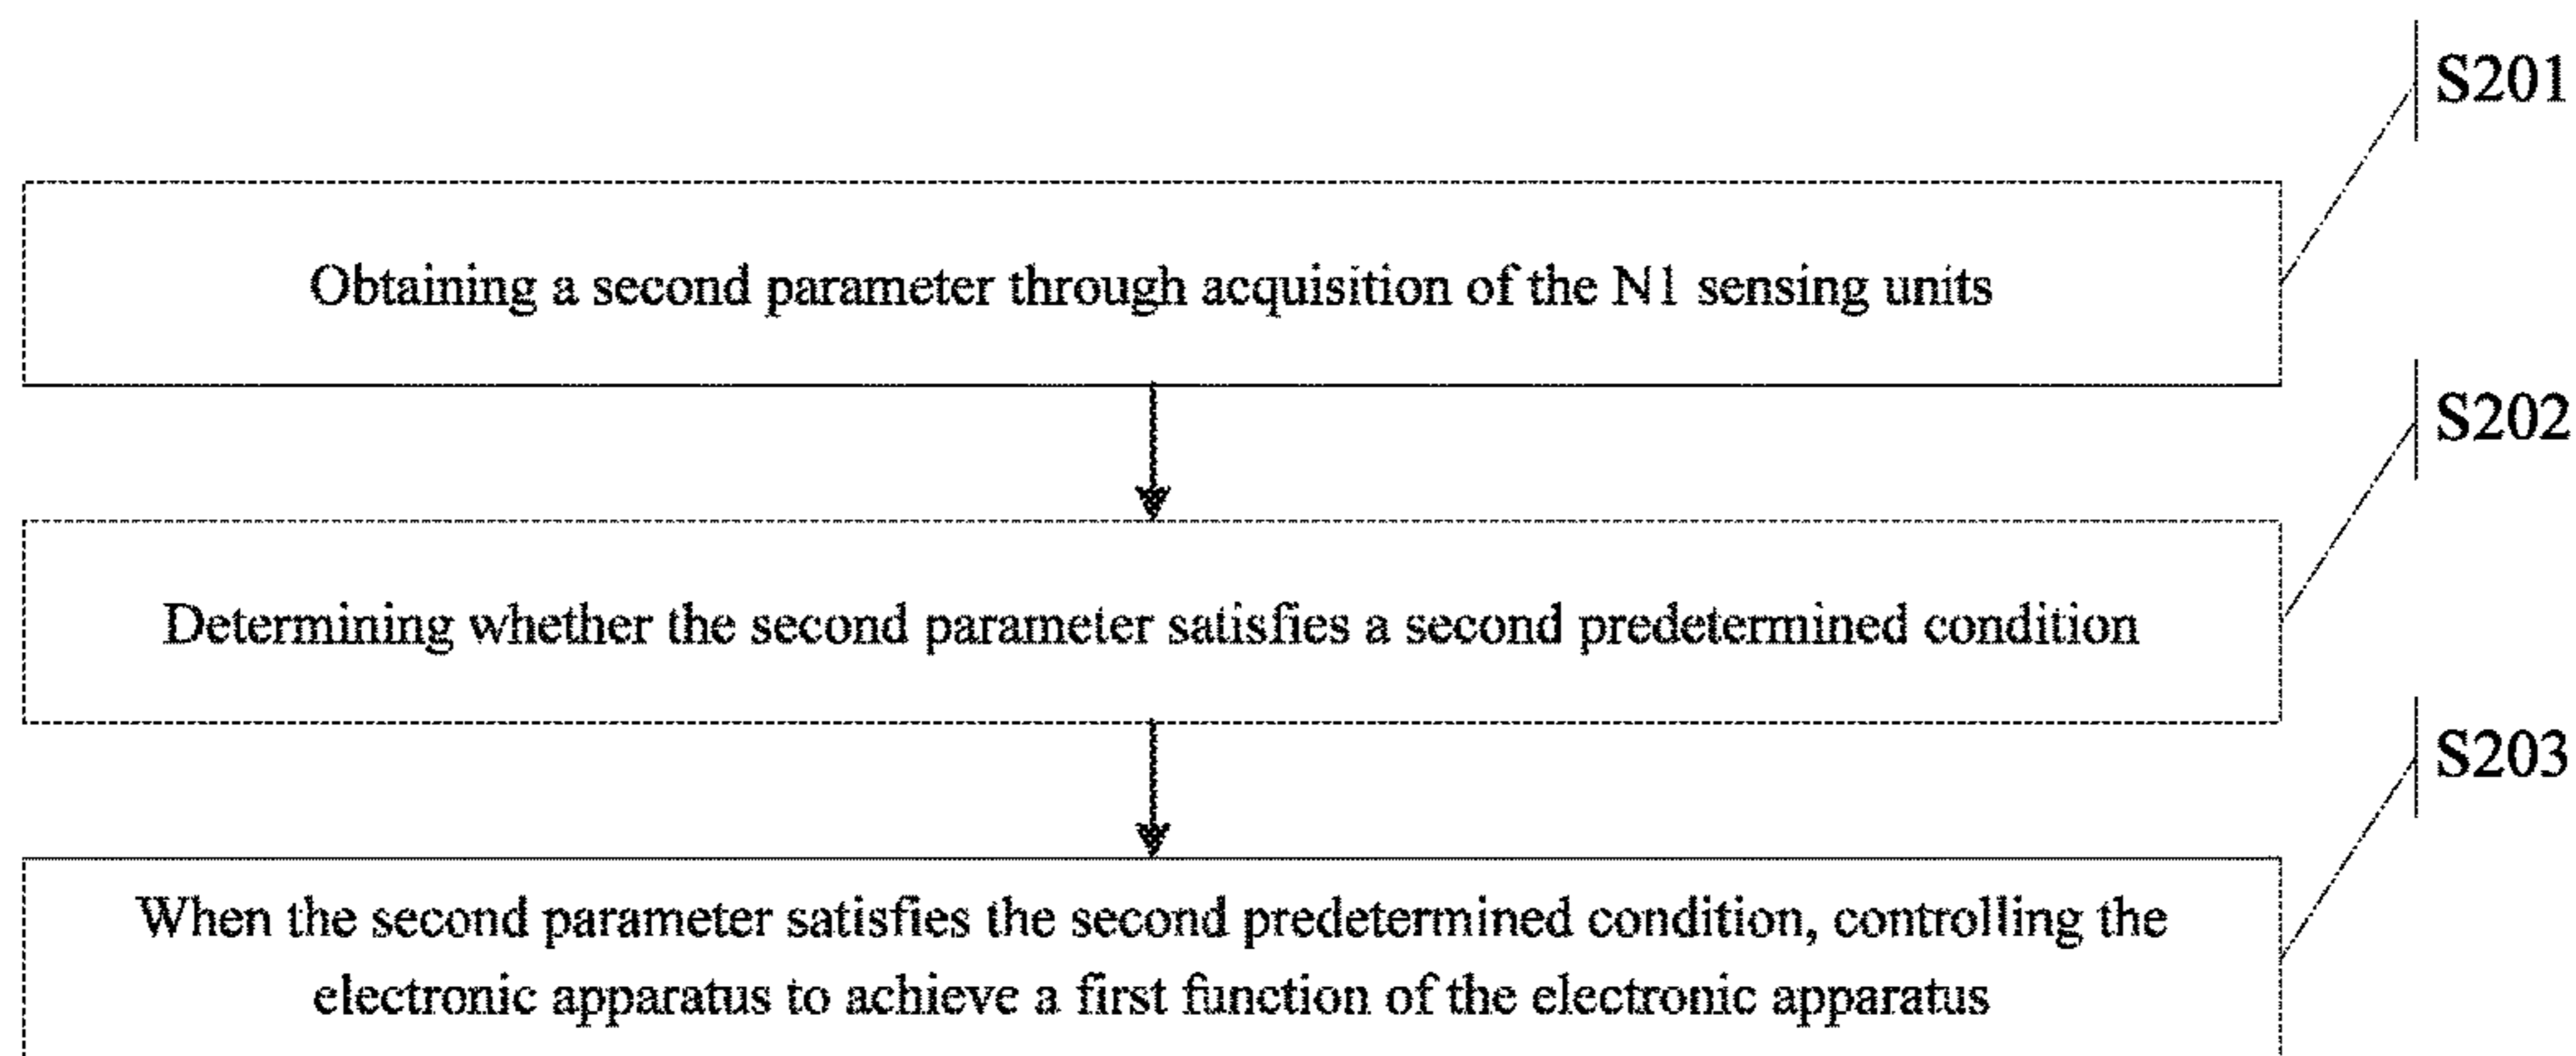 S201
Obtaining a second parameter through acquisition of the N1 sensing units
S202
Determining whether the second parameter satisfies a second predetermined condition
S203
When the second parameter satisfies the second predetermined condition, controlling the
electronic apparatus to achieve a first function of the electronic apparatus